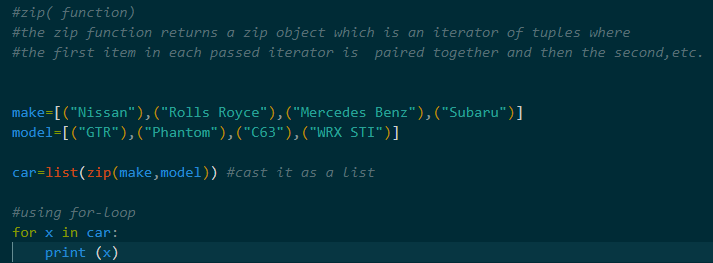 #zip( function)
#the zip function returns a zip object which is an iterator of tuples where
#the first item in each passed iterator is  paired together and then the second,etc.
make=[("Nissan"),("Rolls Royce"),("Mercedes Benz"),("Subaru")]
model=[("GTR"),("Phantom"),("C63"),("WRX STI")]
car=list(zip(make,model)) #cast it as a list
#using for-loop
for x in car:
    print (x)